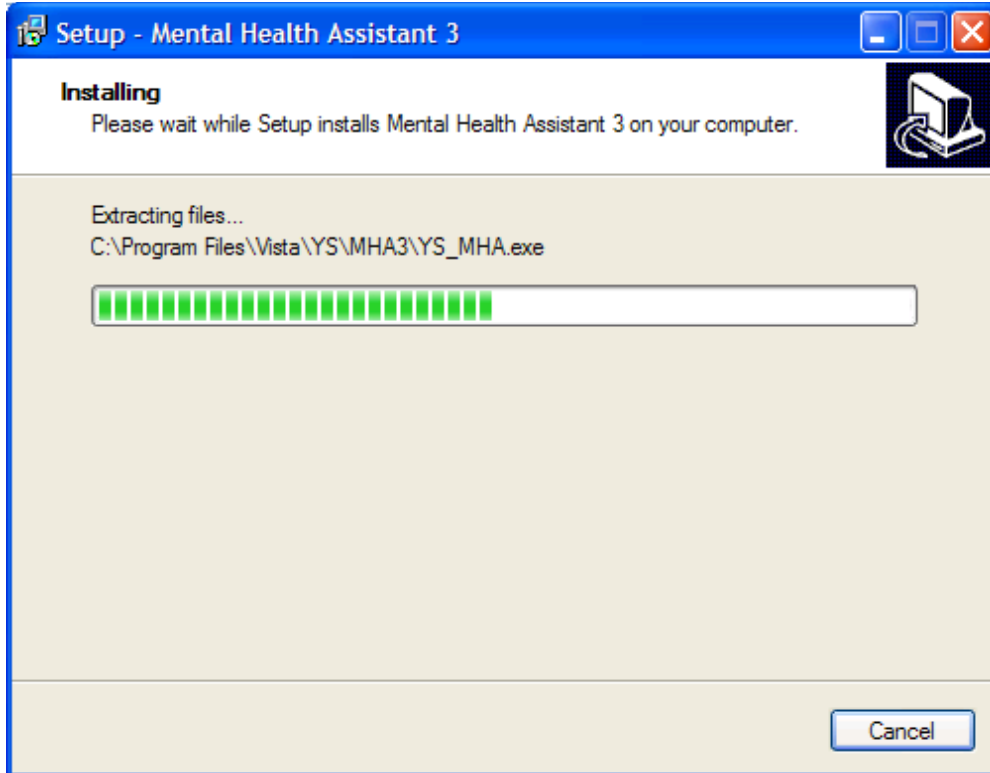 Setup - Mental Health Assistant 3
Installing
Please wait while Setup installs Mental Health Assistant 3 on your computer.
Extracting files...
C:\Program Files\Vista\YS\MHA3\YS_MHA.exe
Cancel